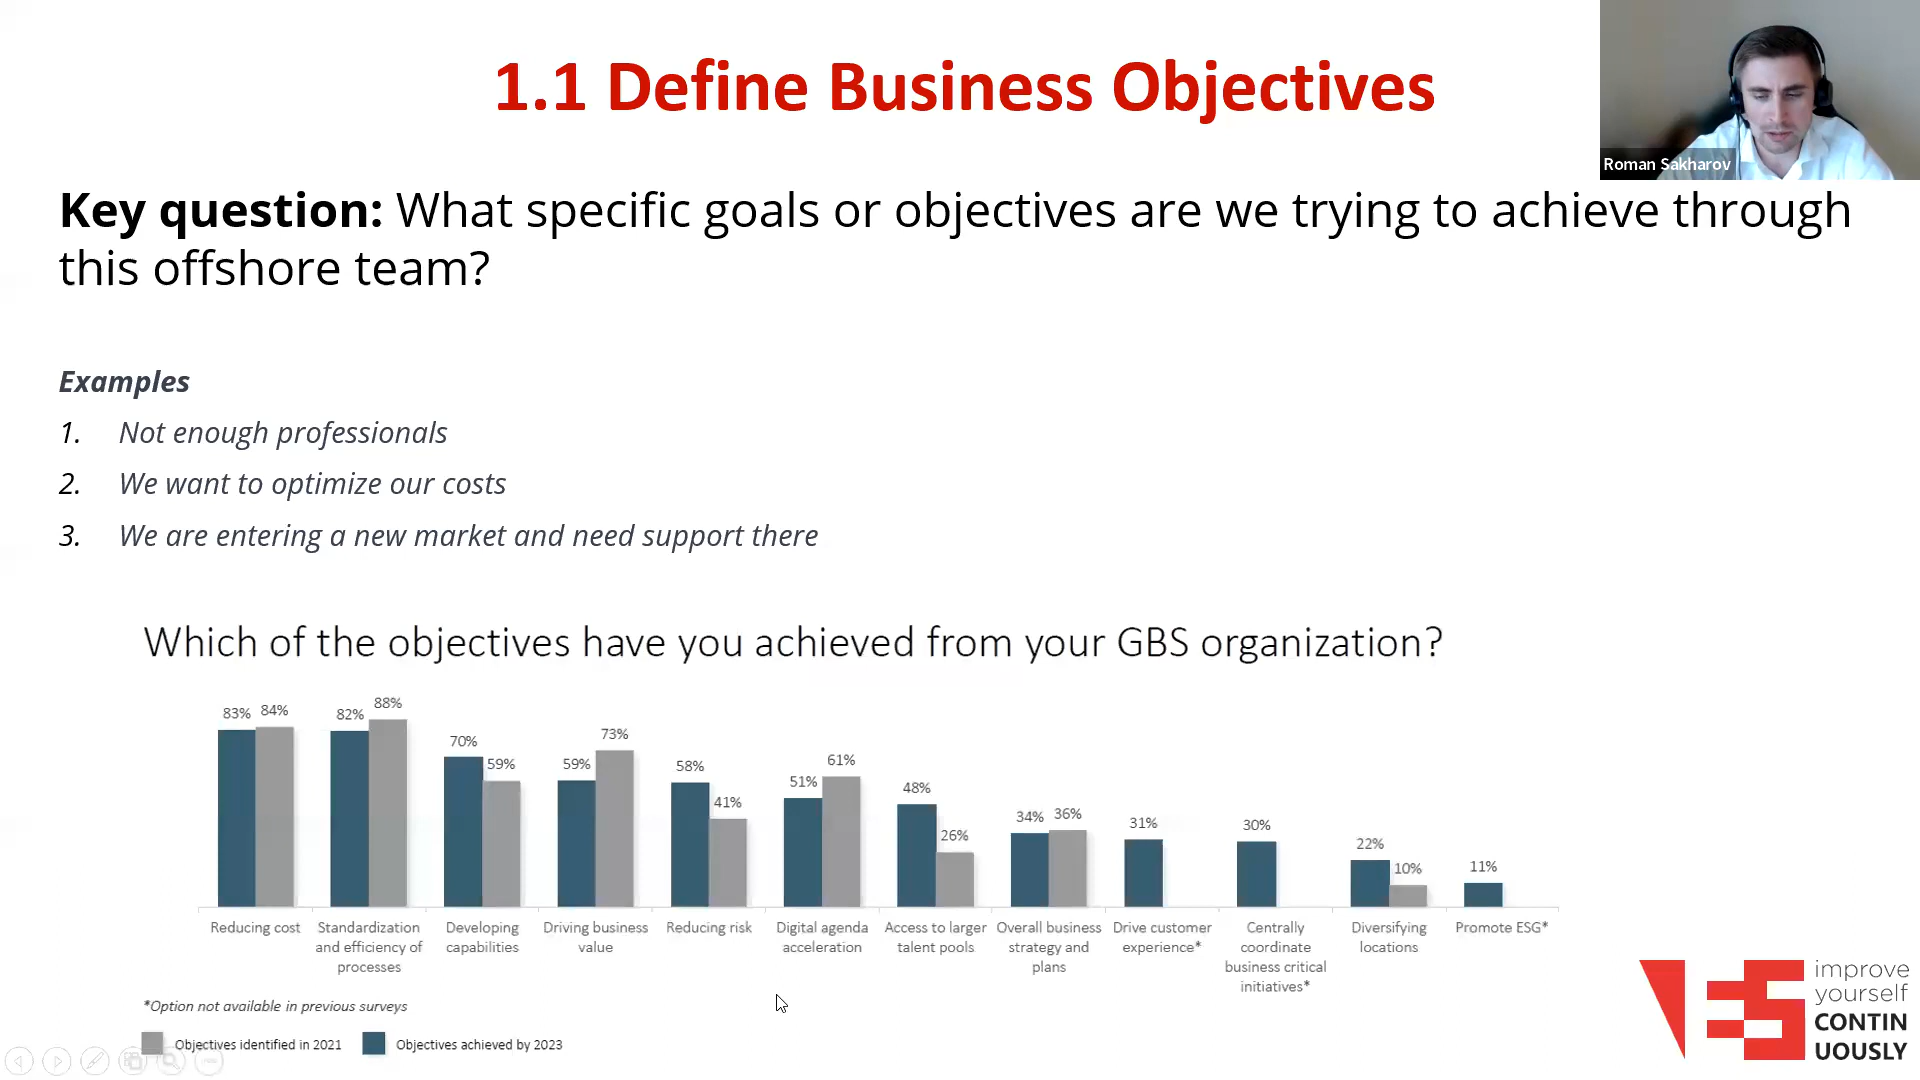 1.1 Define Business Objectives
Roman Sakharov
Key question: What specific goals or objectives are we trying to achieve through
this offshore team?
Examples
1. Not enough professionals
2. We want to optimize our costs
3. We are entering a new market and need support there
Which of the objectives have you achieved from your GBS organization?
83% 84% 82% 88% 70% 59% 59% 73% 58% 41% 51% 61% 48% 26% 34% 36% 31% 30% 22% 10% 11%
Reducing cost
Standardization
and efficiency of
processes
Developing
capabilities
Driving business
value
Reducing risk
Digital agenda
acceleration
Access to larger
talent pools
Overall business
strategy and
plans
Drive customer
experience*
Centrally
coordinate
business critical
initiatives*
Diversifying
locations
Promote ESG*
*Option not available in previous surveys
Objectives identified in 2021
Objectives achieved by 2023
improve
yourself
CONTIN
UOUSLY